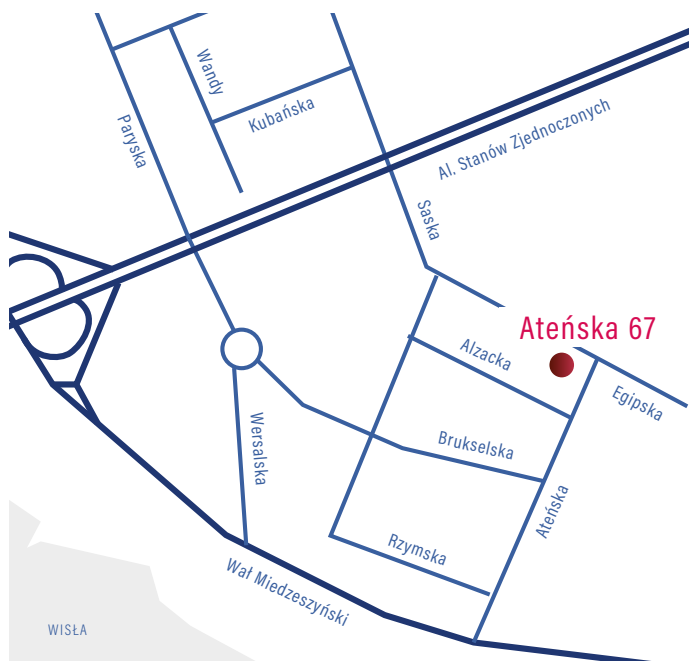 Wandy
Kubańska
Paryska
Al. Stanów Zjednoczonych
Saska
Ateńska 67
Alzacka
Egipska
Wersalska
Brukselska
Ateńska
Rzymska
Wał Miedzeszyński
WISŁA